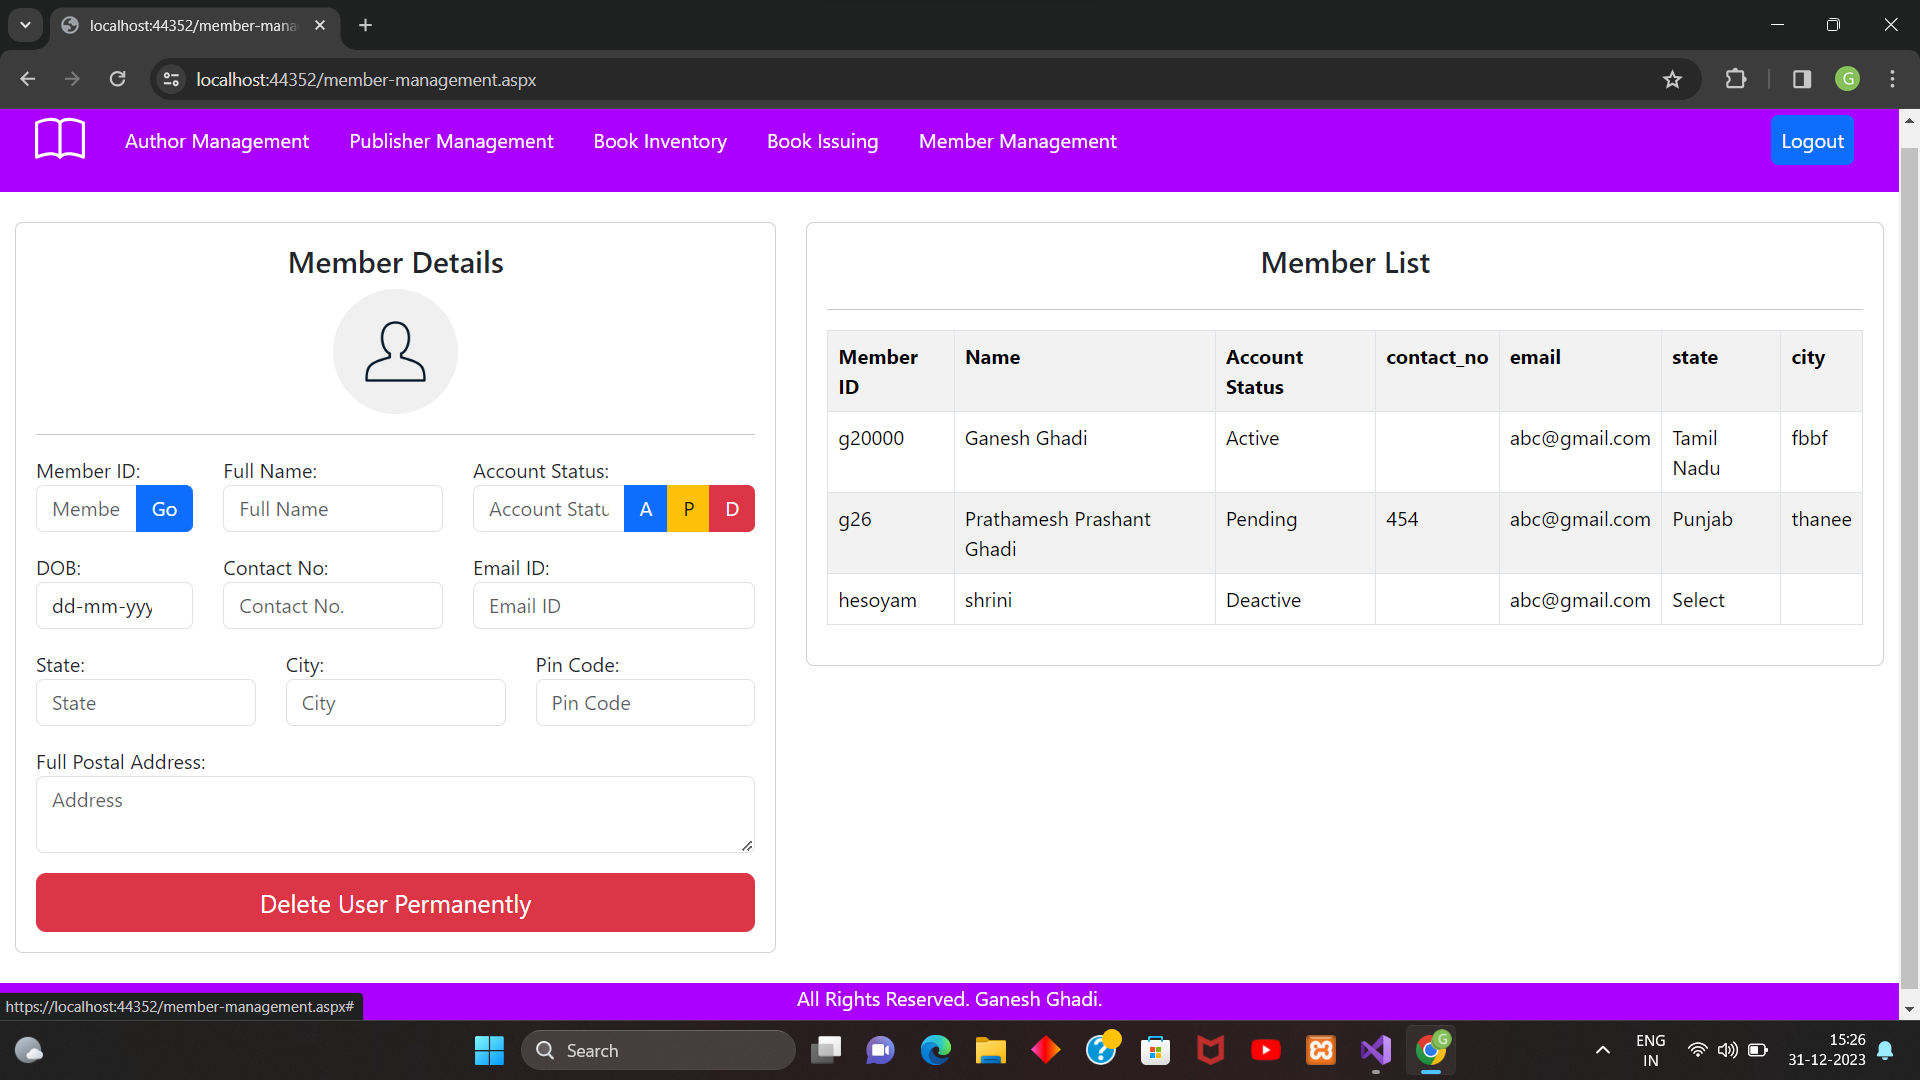 localhost:44352/member-mana
localhost:44352/member-management.aspx
G
Author Management
Publisher Management
Book Inventory
Book Issuing
Member Management
Logout
Member Details
Member ID:
Full Name:
Account Status:
Membe
Go
Full Name
Account Statu
A
P
D
DOB:
Contact No:
Email ID:
dd-mm-yyy
Contact No.
Email ID
State:
City:
Pin Code:
State
City
Pin Code
Full Postal Address:
Address
Delete User Permanently
Member List
Member ID
Name
Account Status
contact_no
email
state
city
g20000
Ganesh Ghadi
Active
abc@gmail.com
Tamil Nadu
fbbf
g26
Prathamesh Prashant Ghadi
Pending
454
abc@gmail.com
Punjab
thanee
hesoyam
shrini
Deactive
abc@gmail.com
Select
All Rights Reserved. Ganesh Ghadi.
https://localhost:44352/member-management.aspx#
Search
G
ENG
IN
15:26
31-12-2023